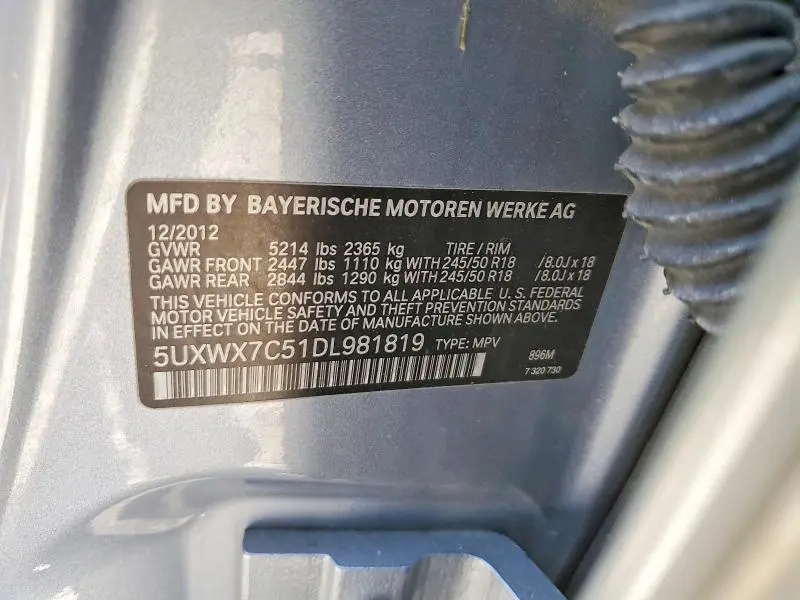 MFD BY BAYERISCHE MOTOREN WERKE AG
12/2012
GVWR 5214 lbs 2365 kg TIRE / RIM
GAWR FRONT 2447 lbs 1110 kg WITH 245/50 R18 /8.0J x 18
GAWR REAR 2844 lbs 1290 kg WITH 245/50 R18 /8.0J x 18
THIS VEHICLE CONFORMS TO ALL APPLICABLE U. S. FEDERAL
MOTOR VEHICLE SAFETY AND THEFT PREVENTION STANDARDS
IN EFFECT ON THE DATE OF MANUFACTURE.
5UXWX7C51DL981819 TYPE: MPV 896M
7 320 730